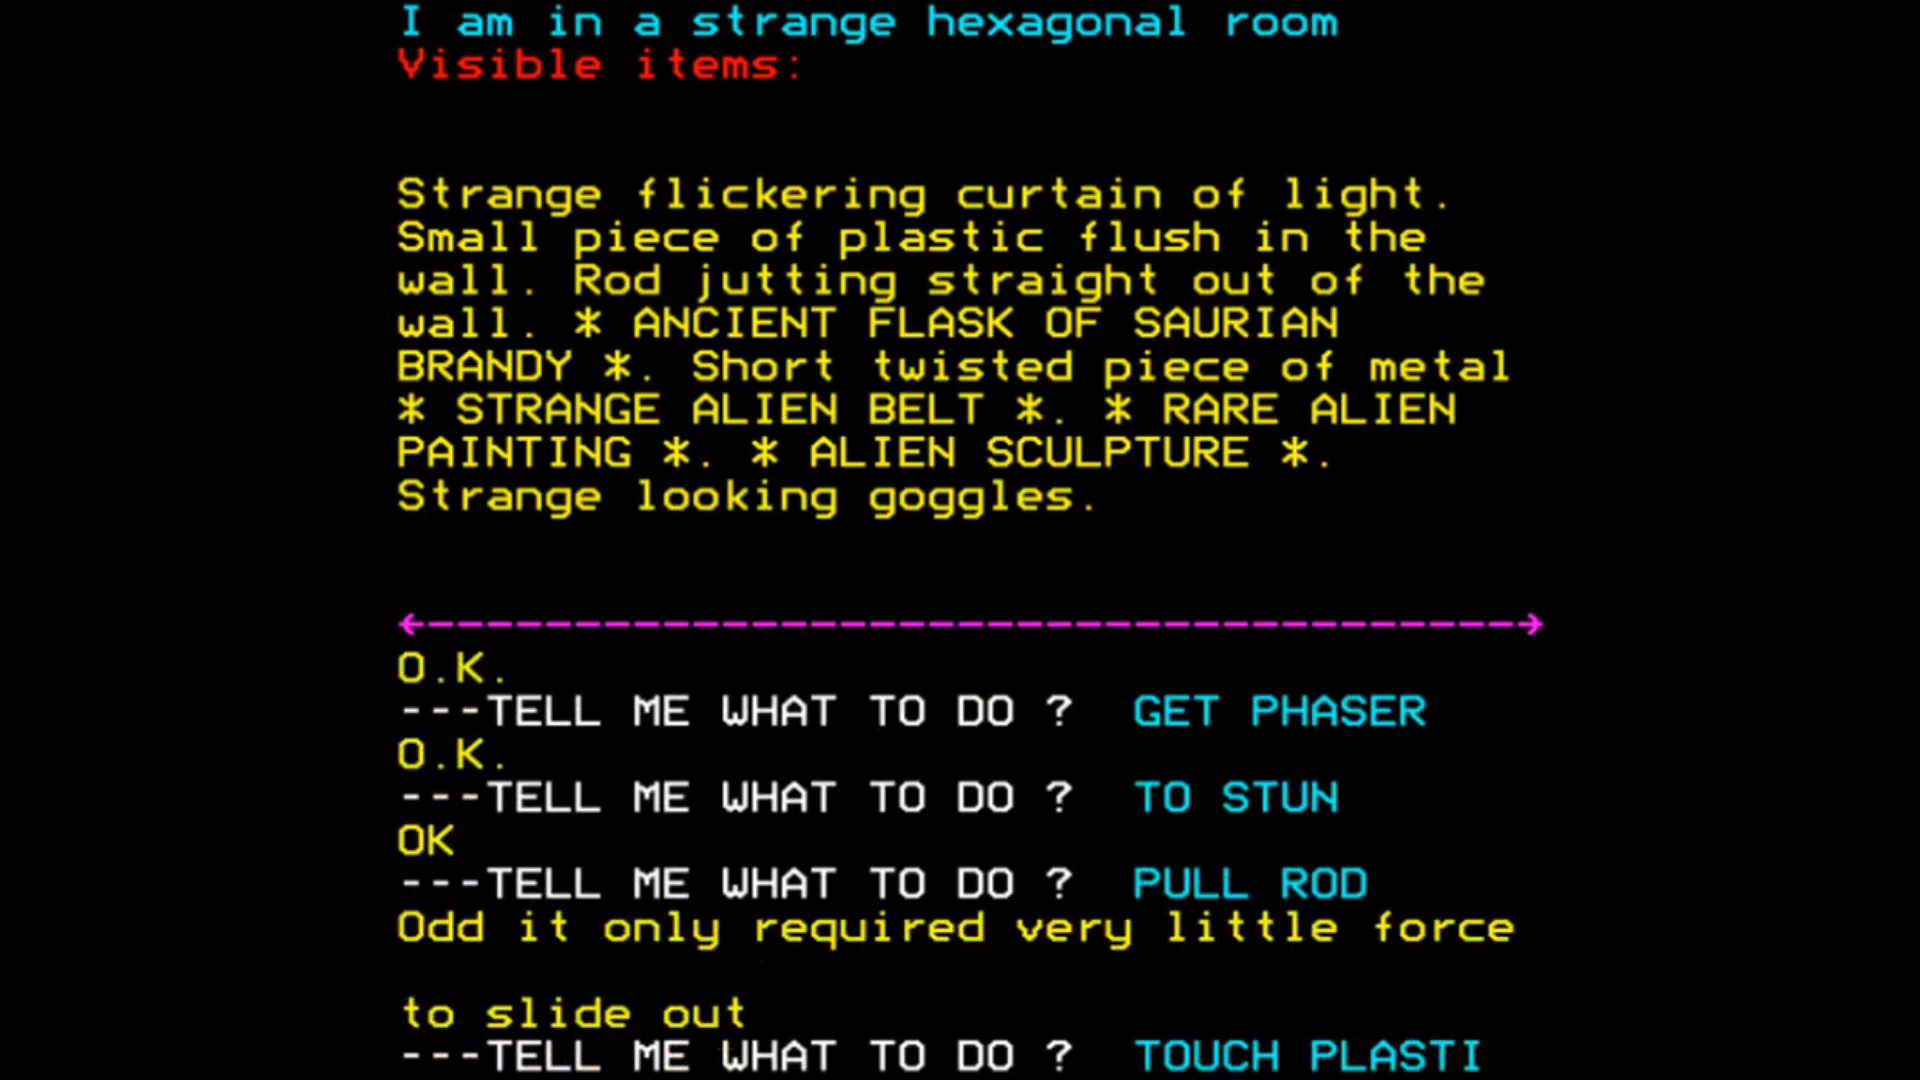 I am in a strange hexagonal room
Visible items:
Strange flickering curtain of light.
Small piece of plastic flush in the
wall. Rod jutting straight out of the
wall. * ANCIENT FLASK OF SAURIAN
BRANDY *. Short twisted piece of metal
* STRANGE ALIEN BELT *. * RARE ALIEN
PAINTING *. * ALIEN SCULPTURE *.
Strange looking goggles.
←--------------------------------------→
O.K.
---TELL ME WHAT TO DO ? GET PHASER
O.K.
---TELL ME WHAT TO DO ? TO STUN
OK
---TELL ME WHAT TO DO ? PULL ROD
Odd it only required very little force
to slide out
---TELL ME WHAT TO DO ? TOUCH PLASTI